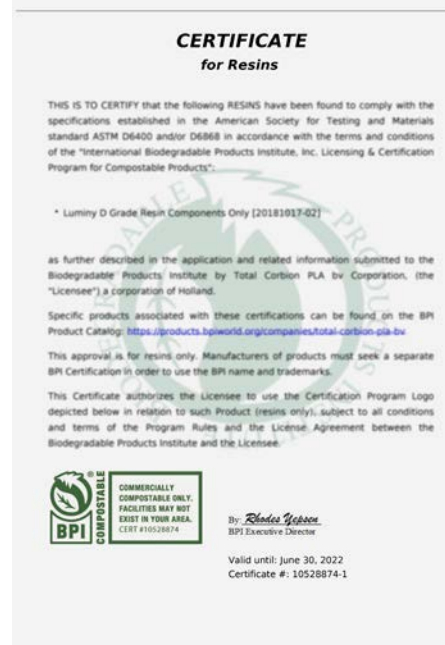 CERTIFICATE
for Resins
THIS IS TO CERTIFY that the following RESINS have been found to comply with the
specifications established in the American Society for Testing and Materials
standard ASTM D6400 and/or D6868 in accordance with the terms and conditions
of the "International Biodegradable Products Institute, Inc. Licensing & Certification
Program for Compostable Products":
* Luminy D Grade Resin Components Only [20181017-02]
as further described in the application and related information submitted to the
Biodegradable Products Institute by Total Corbion PLA bv Corporation, (the
"Licensee") a corporation of Holland.
Specific products associated with these certifications can be found on the BPI
Product Catalog: https://products.bpiworld.org/companies/total-corbion-pla-bv
This approval is for resins only. Manufacturers of products must seek a separate
BPI Certification in order to use the BPI name and trademarks.
This Certificate authorizes the Licensee to use the Certification Program Logo
depicted below in relation to such Product (resins only), subject to all conditions
and terms of the Program Rules and the License Agreement between the
Biodegradable Products Institute and the Licensee.
BPI
COMPOSTABLE
®
COMMERCIALLY
COMPOSTABLE ONLY.
FACILITIES MAY NOT
EXIST IN YOUR AREA.
CERT #10528874
By: Rhodes Yepsen
BPI Executive Director
Valid until: June 30, 2022
Certificate #: 10528874-1